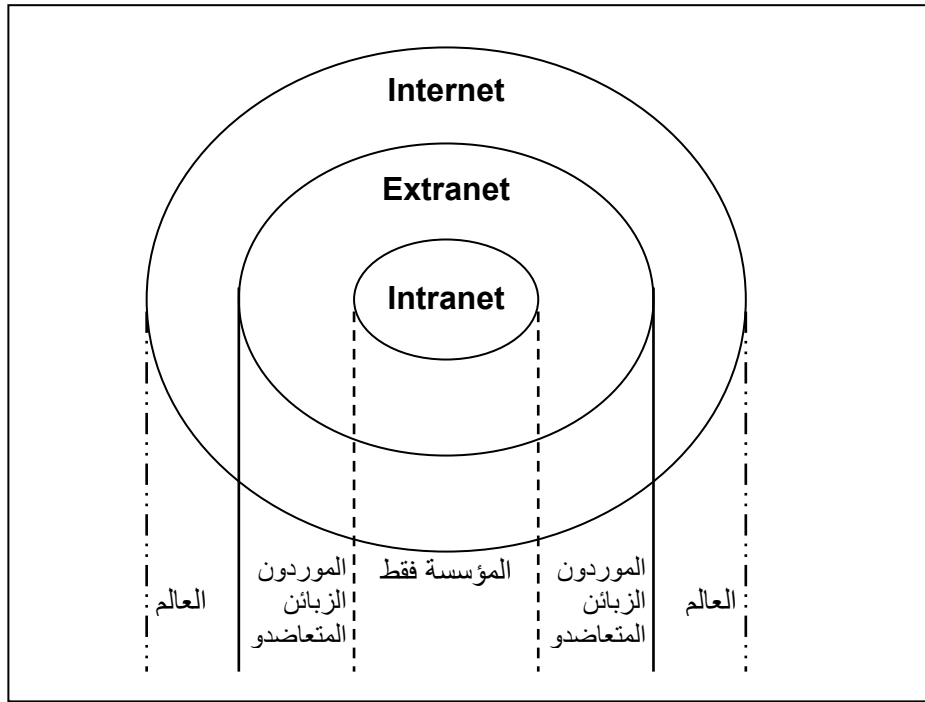 Internet
Extranet
Intranet
المؤسسة فقط
الموردون
الزبائن
المتعاضدو
العالم
الموردون
الزبائن
المتعاضدو
العالم